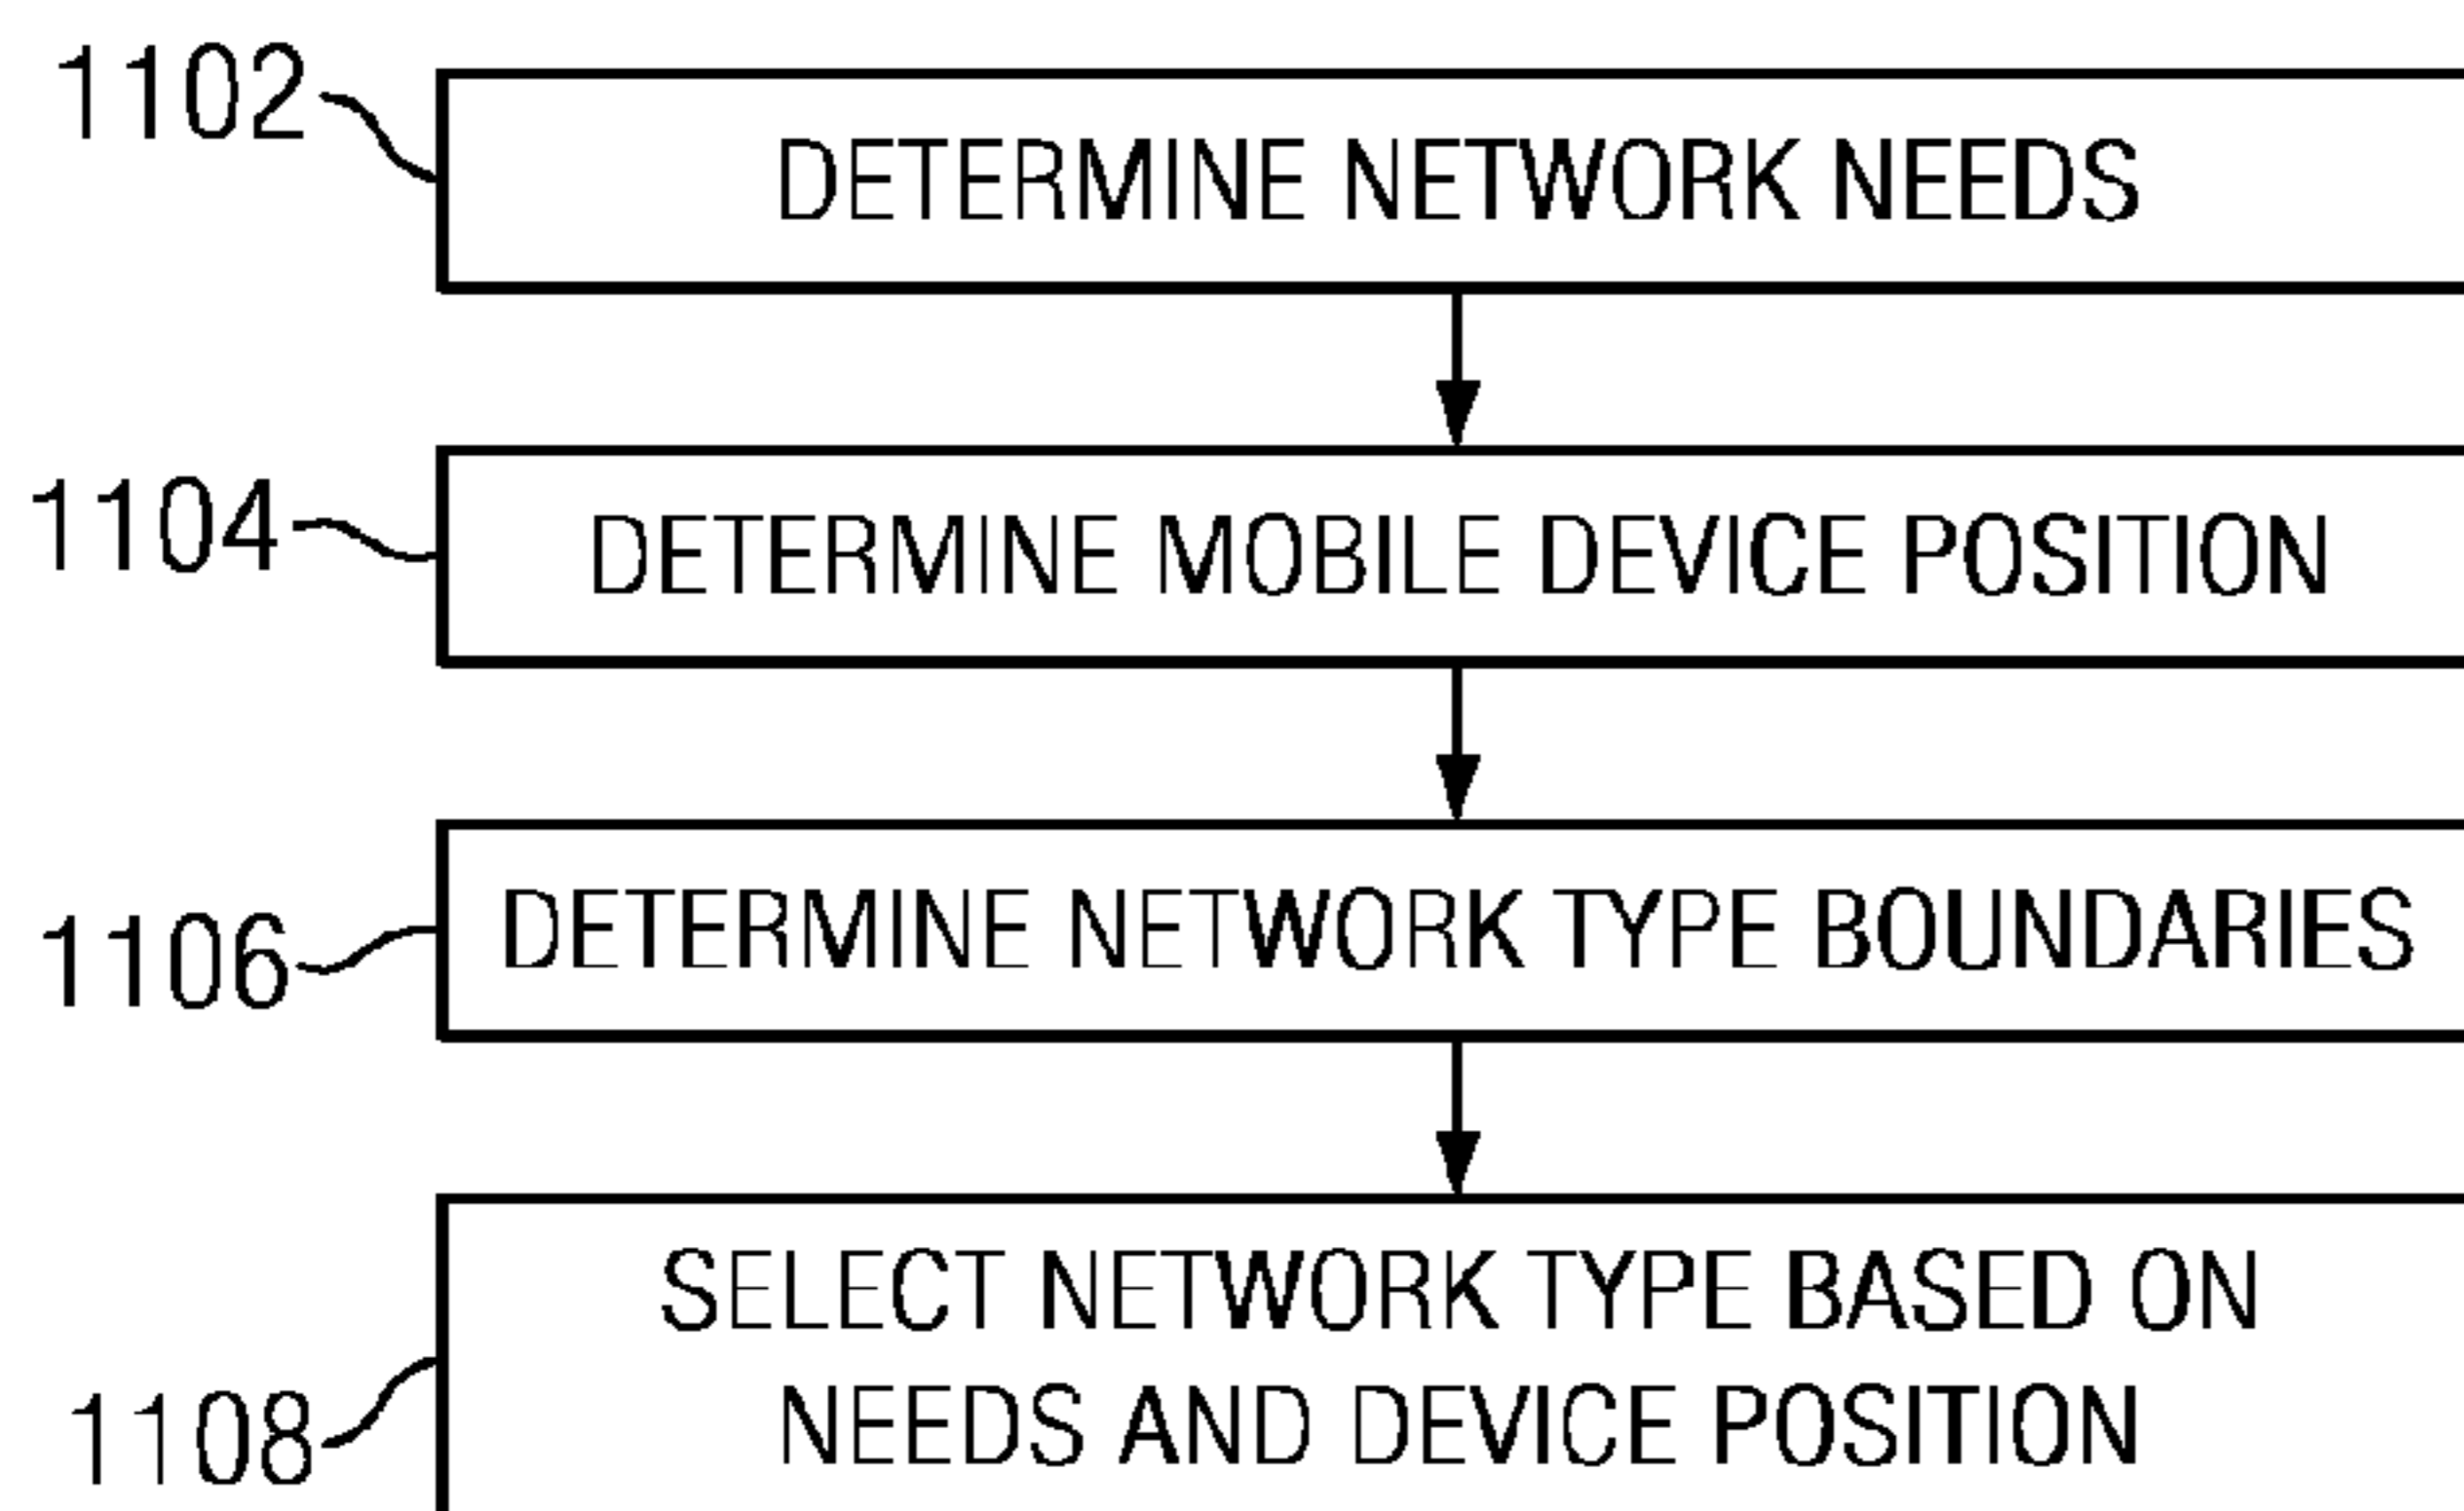 1102
DETERMINE NETWORK NEEDS
1104
DETERMINE MOBILE DEVICE POSITION
1106
DETERMINE NETWORK TYPE BOUNDARIES
1108
SELECT NETWORK TYPE BASED ON
NEEDS AND DEVICE POSITION